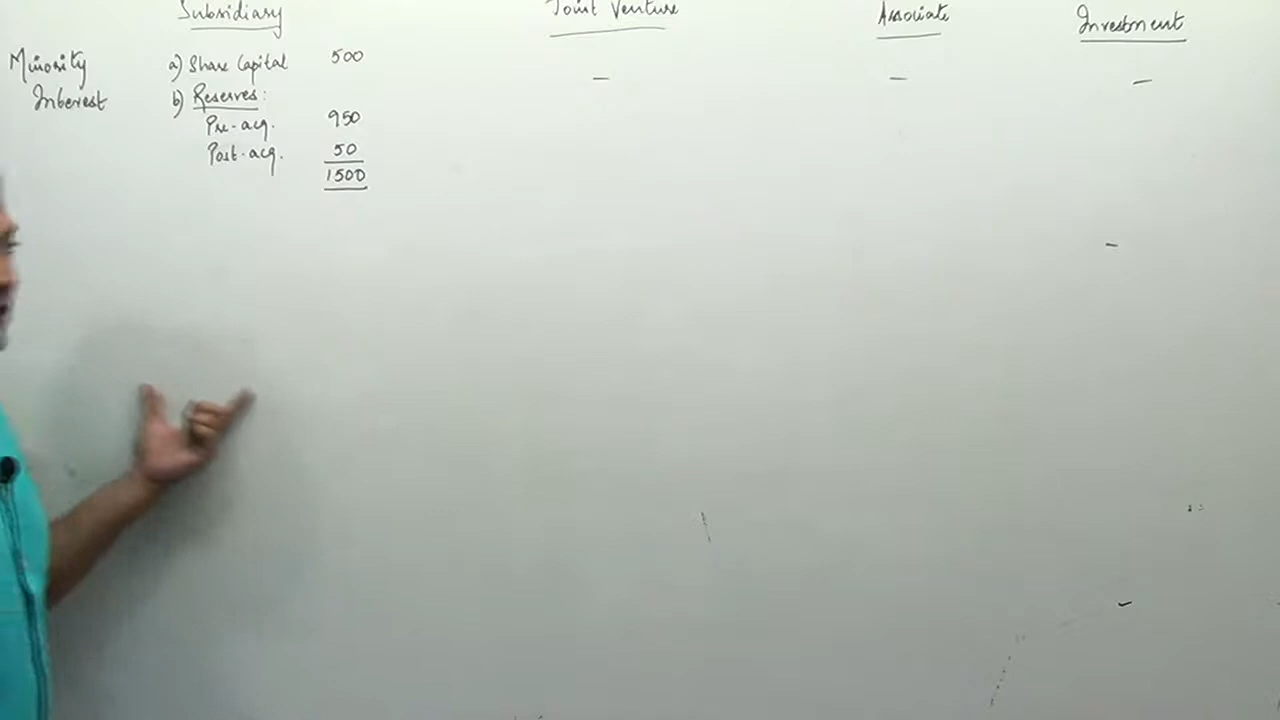 Subsidiary Joint Venture Associate Investment
Minority a) Share Capital 500 — — —
Interest b) Reserves:
Pre-acq. 950
Post-acq. 50
1500